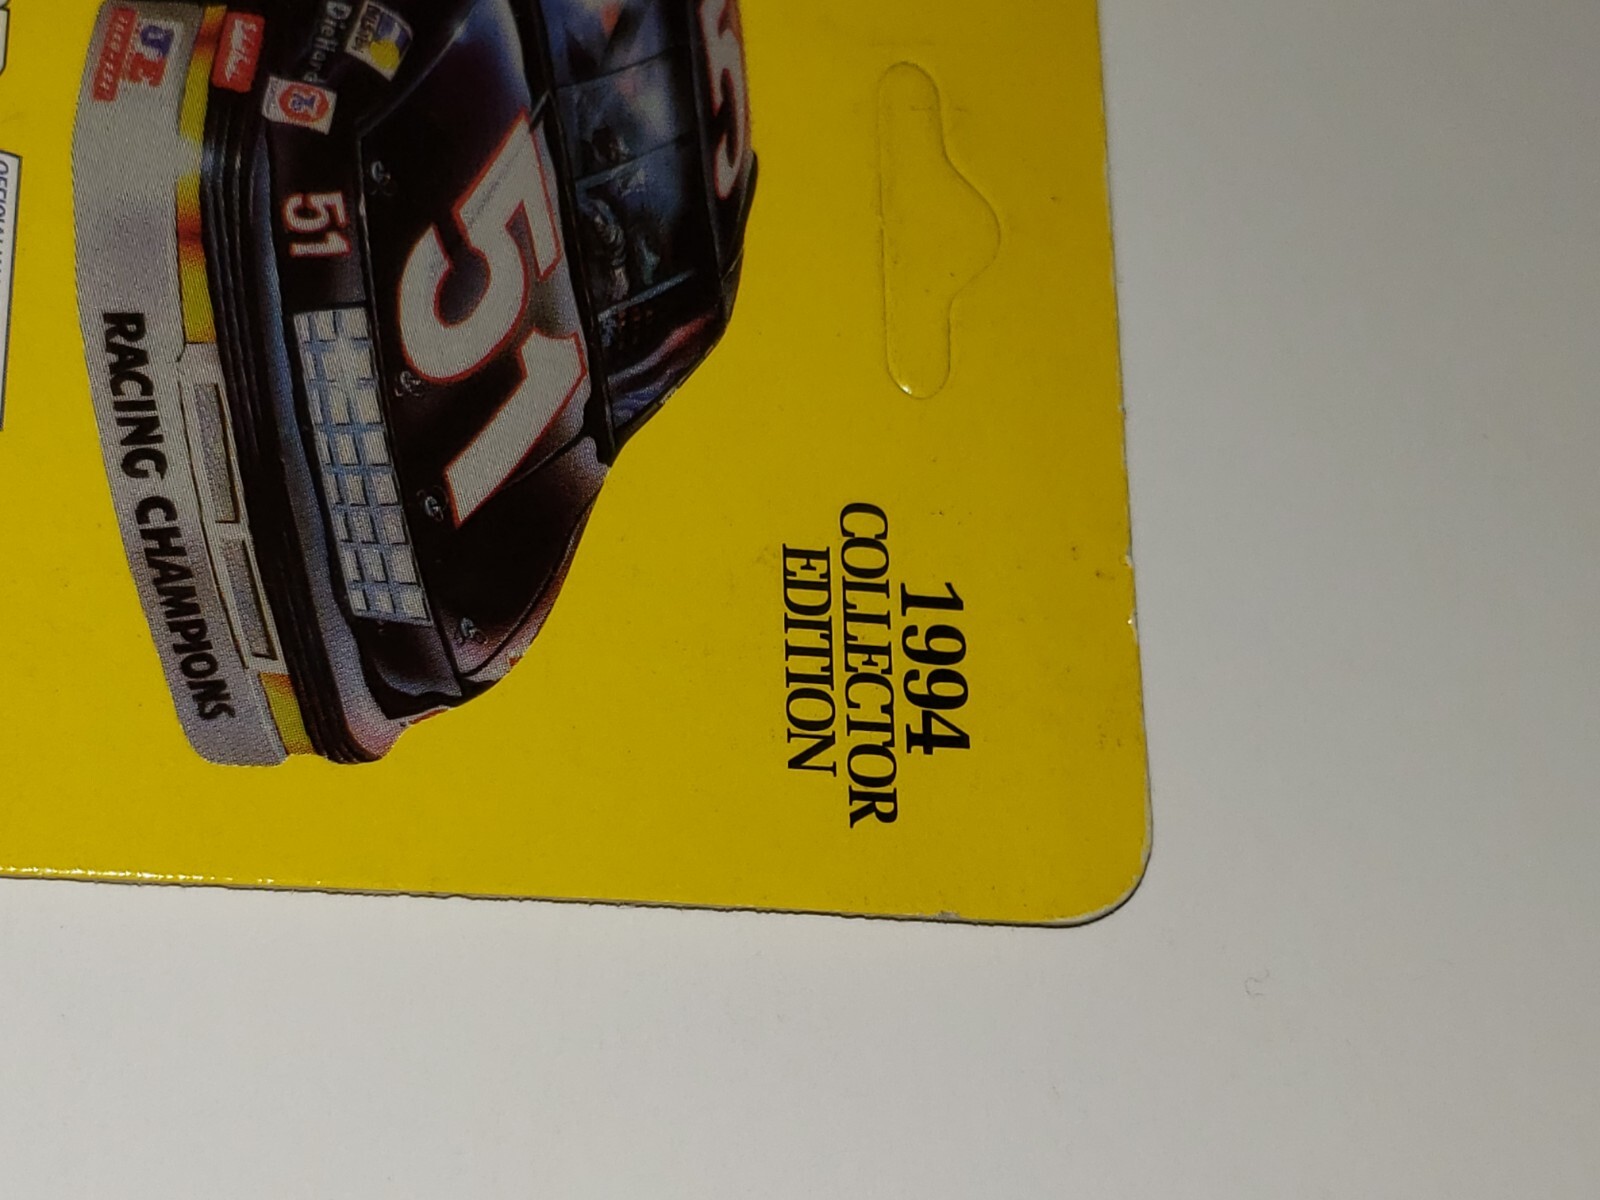 1994
COLLECTOR
EDITION
51
51
DieHard
RACING CHAMPIONS